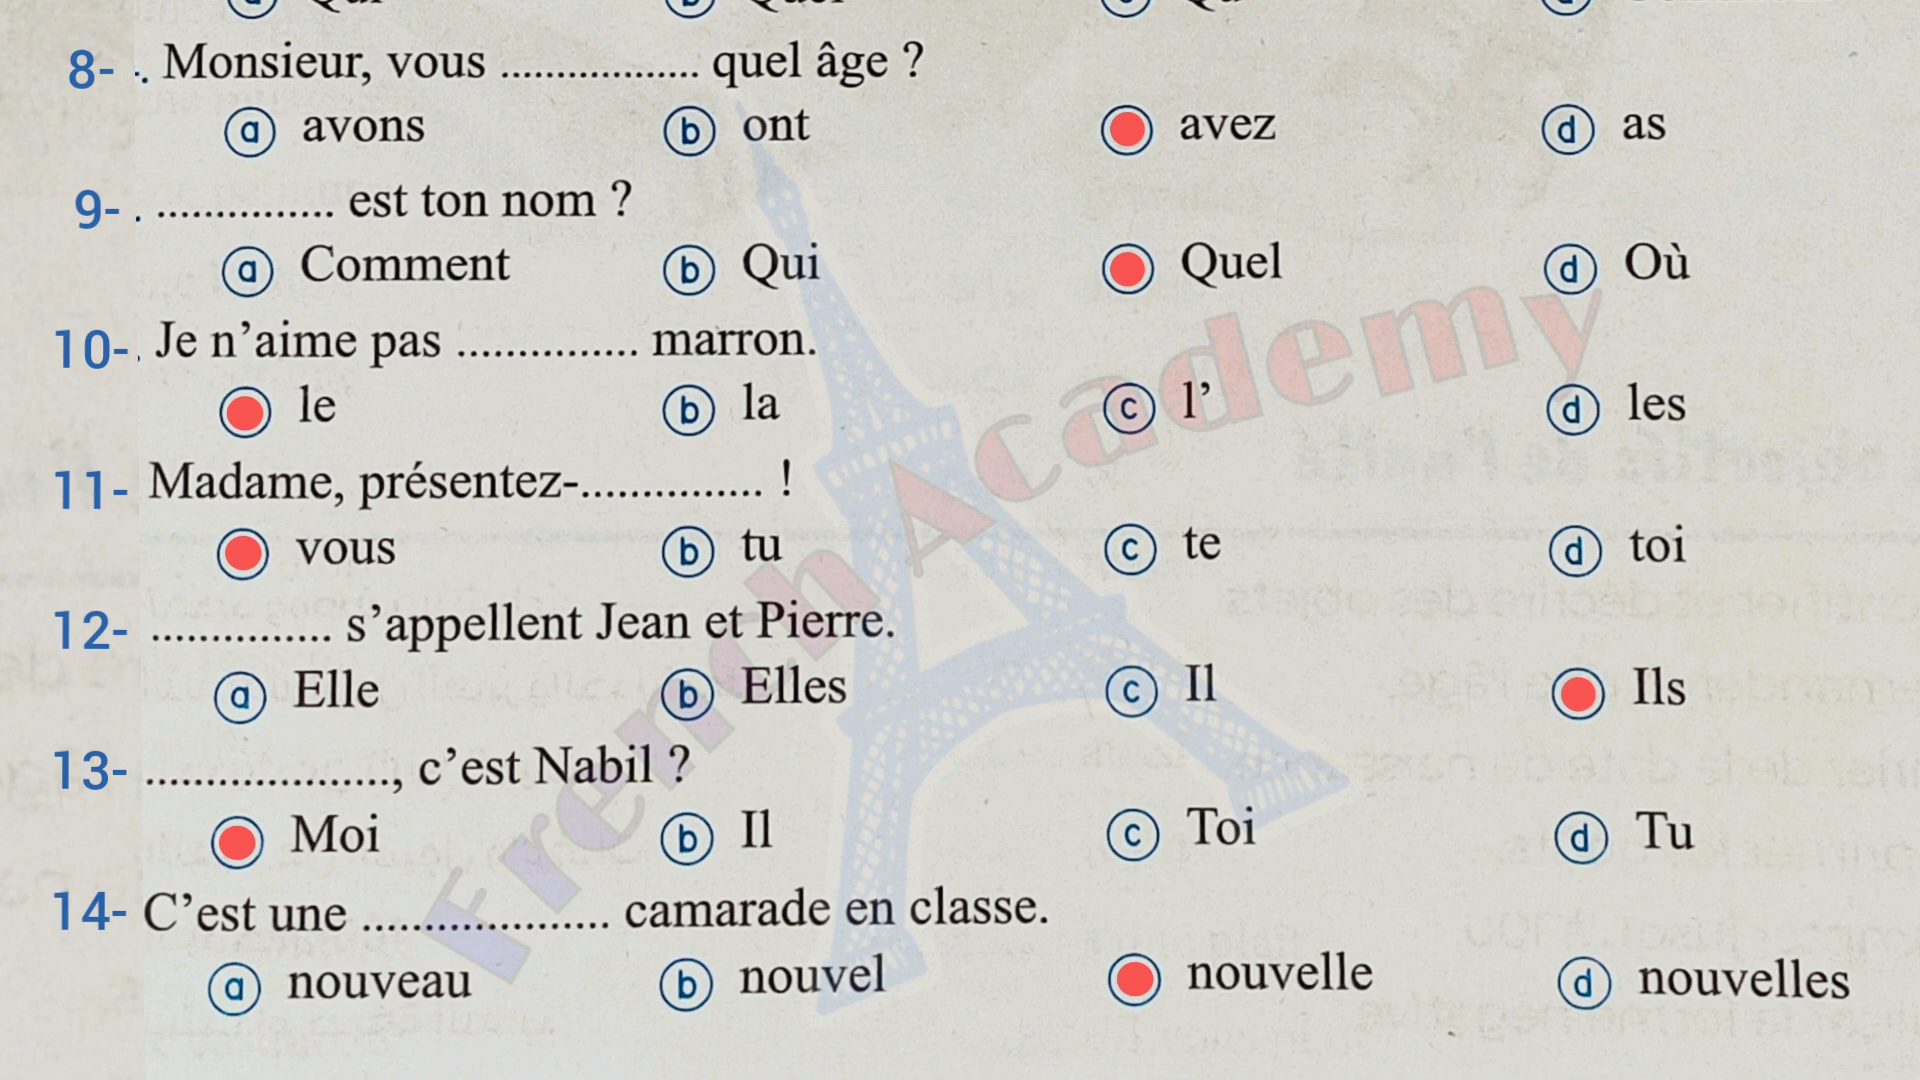 8- Monsieur, vous .................. quel âge ?
a avons b ont avez d as
9- ................ est ton nom ?
a Comment b Qui Quel d Où
10- Je n’aime pas ................ marron.
le b la c l’ d les
11- Madame, présentez-................ !
vous b tu c te d toi
12- ................ s’appellent Jean et Pierre.
a Elle b Elles c Il Ils
13- ....................., c’est Nabil ?
Moi b Il c Toi d Tu
14- C’est une ...................... camarade en classe.
a nouveau b nouvel nouvelle d nouvelles
French Academy